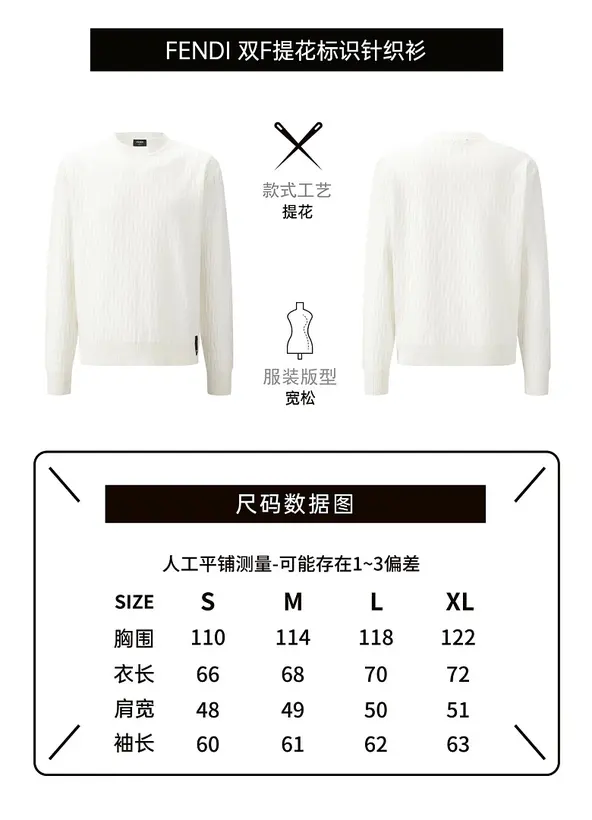 FENDI 双F提花标识针织衫
款式工艺
提花
服装版型
宽松
尺码数据图
人工平铺测量-可能存在1~3偏差
SIZE S M L XL
胸围 110 114 118 122
衣长 66 68 70 72
肩宽 48 49 50 51
袖长 60 61 62 63